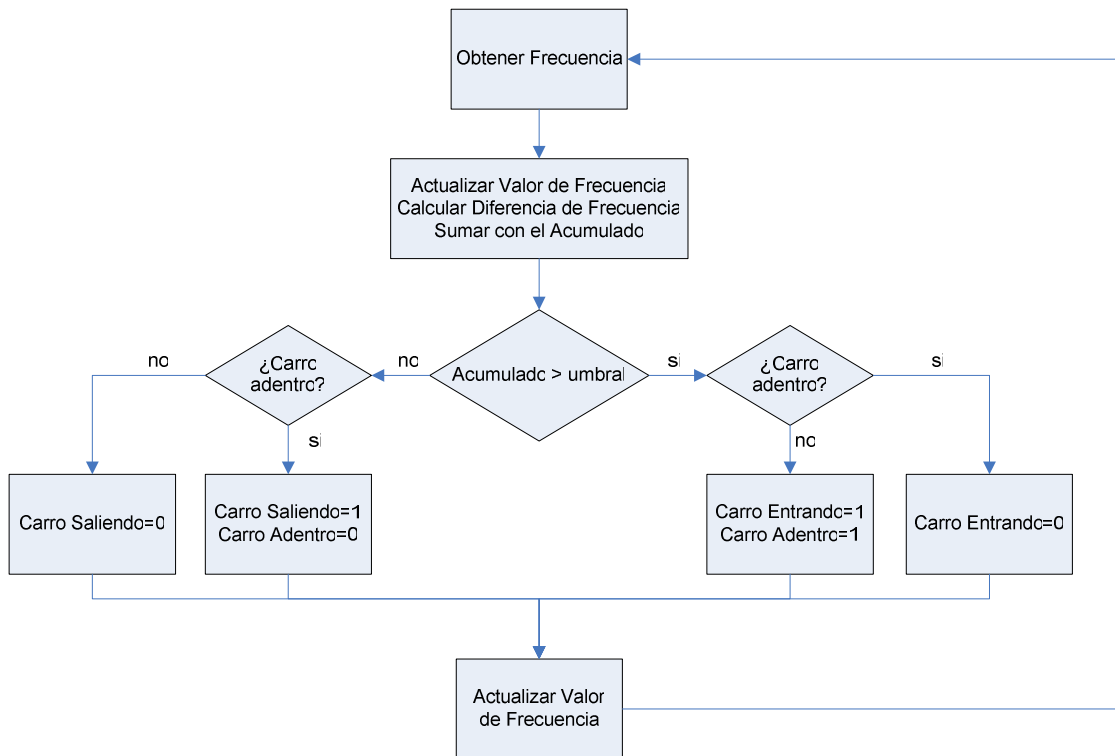 Obtener Frecuencia
Actualizar Valor de Frecuencia
Calcular Diferencia de Frecuencia
Sumar con el Acumulado
no
¿Carro
adentro?
no
Acumulado > umbral
si
¿Carro
adentro?
si
si
no
Carro Saliendo=0
Carro Saliendo=1
Carro Adentro=0
Carro Entrando=1
Carro Adentro=1
Carro Entrando=0
Actualizar Valor
de Frecuencia